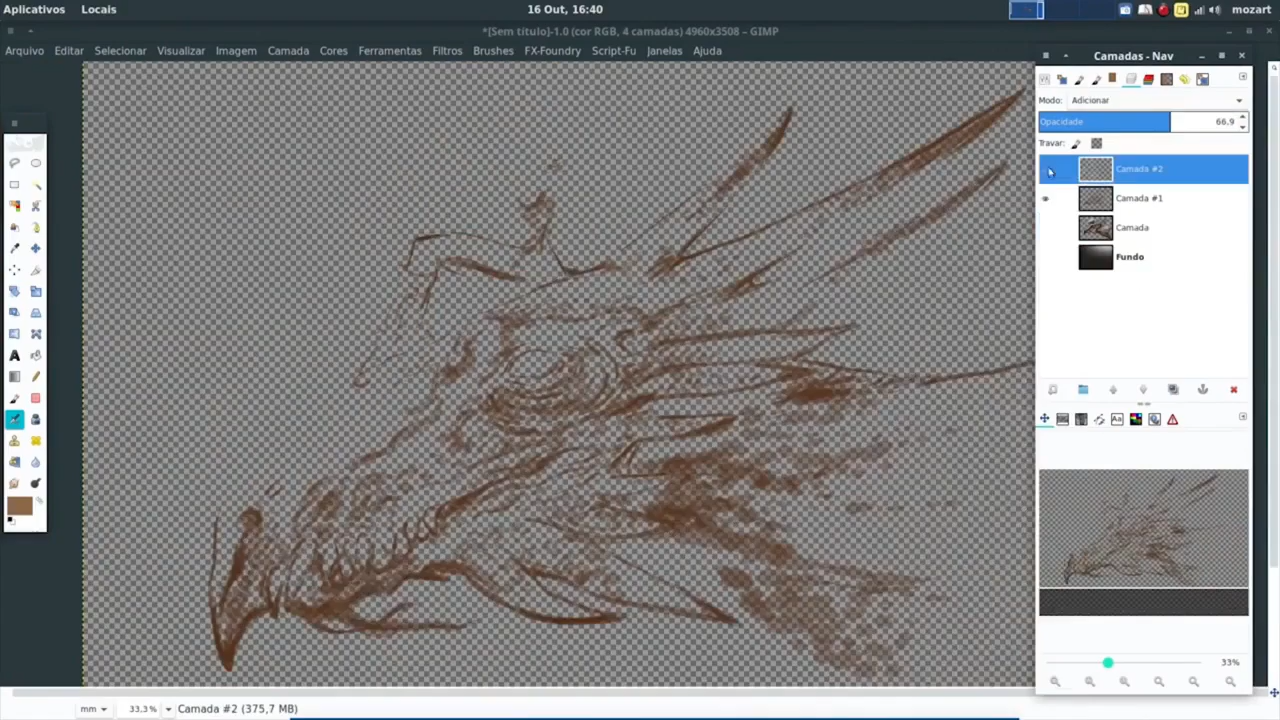 Aplicativos Locais 16 Out, 16:40 mozart
*[Sem título]-1.0 (cor RGB, 4 camadas) 4960x3508 – GIMP
Arquivo Editar Selecionar Visualizar Imagem Camada Cores Ferramentas Filtros Brushes FX-Foundry Script-Fu Janelas Ajuda
Camadas - Nav
Modo: Adicionar
Opacidade 66,9
Travar:
Camada #2
Camada #1
Camada
Fundo
33%
mm 33,3% Camada #2 (375,7 MB)